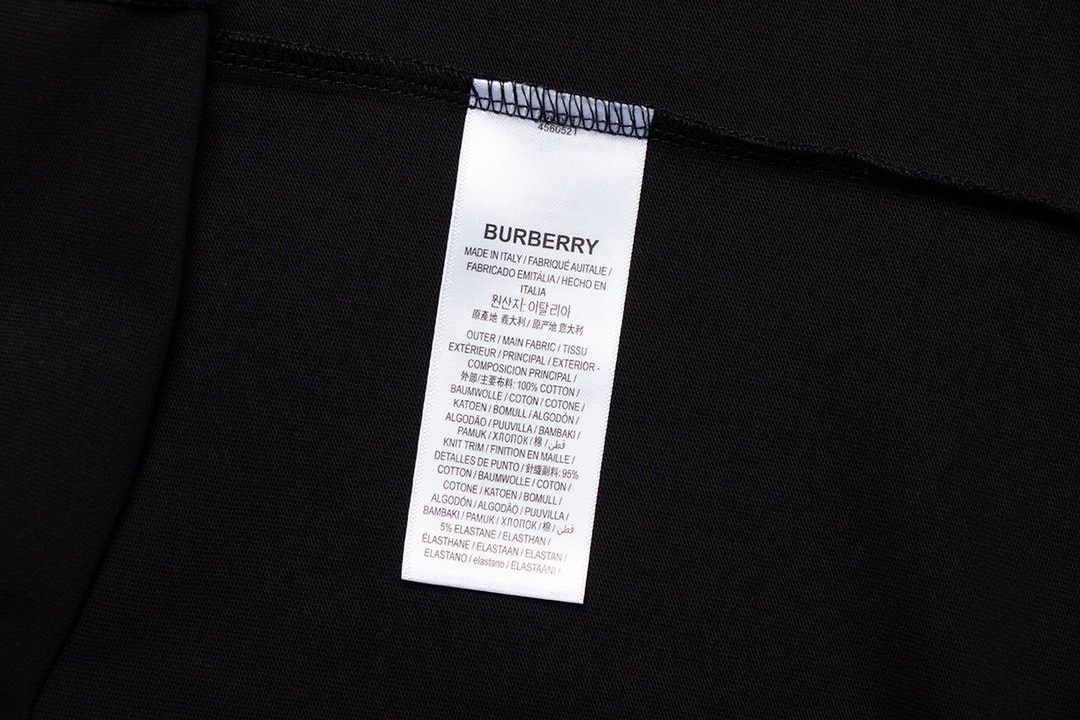 4560521
BURBERRY
MADE IN ITALY / FABRIQUÉ AUITALIE /
FABRICADO EMITÁLIA / HECHO EN
ITALIA
원산지: 이탈리아
原產地 義大利 / 原产地 意大利
OUTER / MAIN FABRIC / TISSU
EXTÉRIEUR / PRINCIPAL / EXTERIOR -
COMPOSICION PRINCIPAL /
外部/主要布料: 100% COTTON /
BAUMWOLLE / COTON / COTONE /
KATOEN / BOMULL / ALGODÓN /
ALGODÃO / PUUVILLA / BAMBAKI /
PAMUK / ХЛОПОК / 棉 / قطن
KNIT TRIM / FINITION EN MAILLE /
DETALLES DE PUNTO / 針織副料: 95%
COTTON / BAUMWOLLE / COTON /
COTONE / KATOEN / BOMULL /
ALGODÓN / ALGODÃO / PUUVILLA /
BAMBAKI / PAMUK / ХЛОПОК / 棉 / قطن
5% ELASTANE / ELASTHAN /
ÉLASTHANE / ELASTAAN / ELASTAN /
ELASTANO / elastano / ELASTAANI /